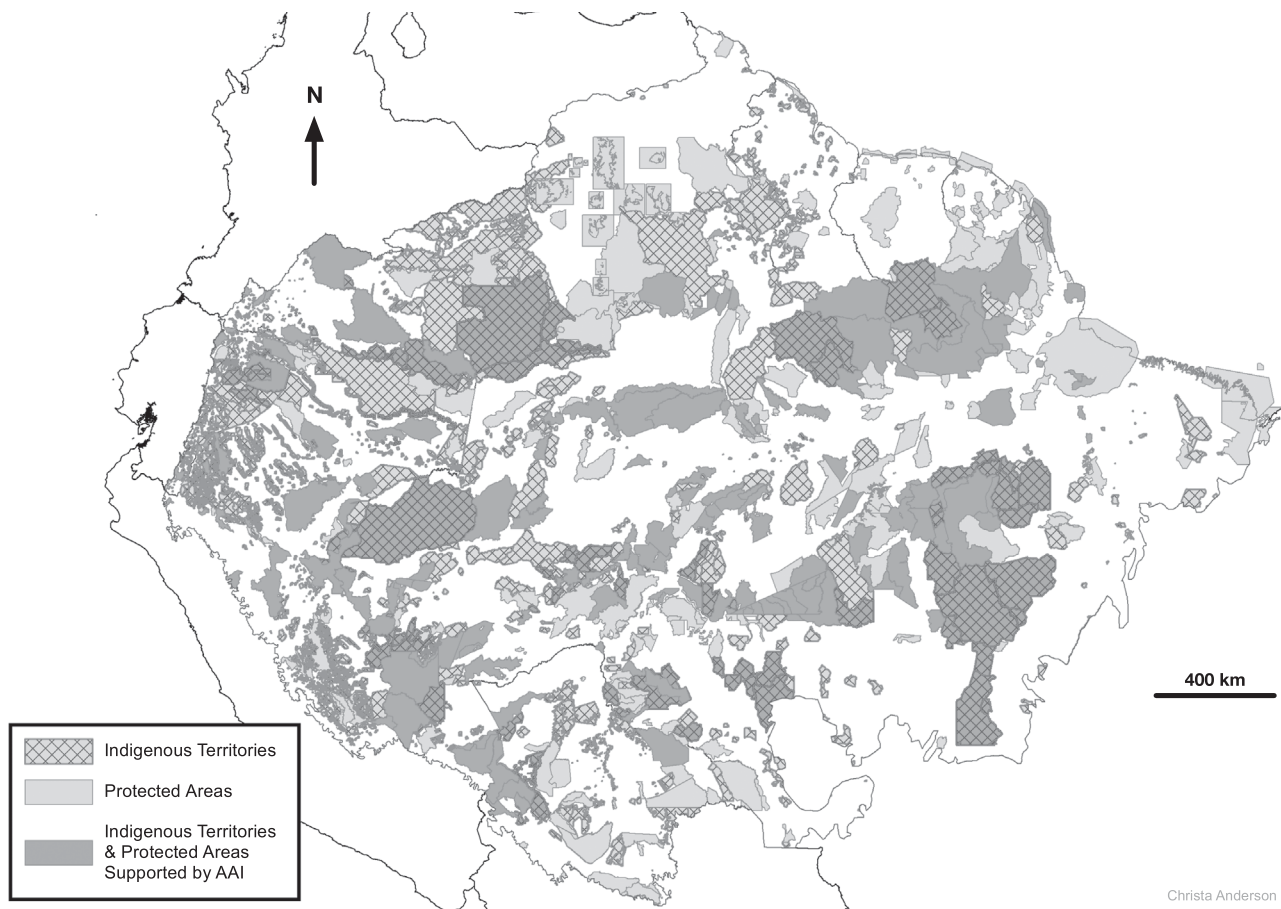 N
400 km
Indigenous Territories
Protected Areas
Indigenous Territories
& Protected Areas
Supported by AAI
Christa Anderson